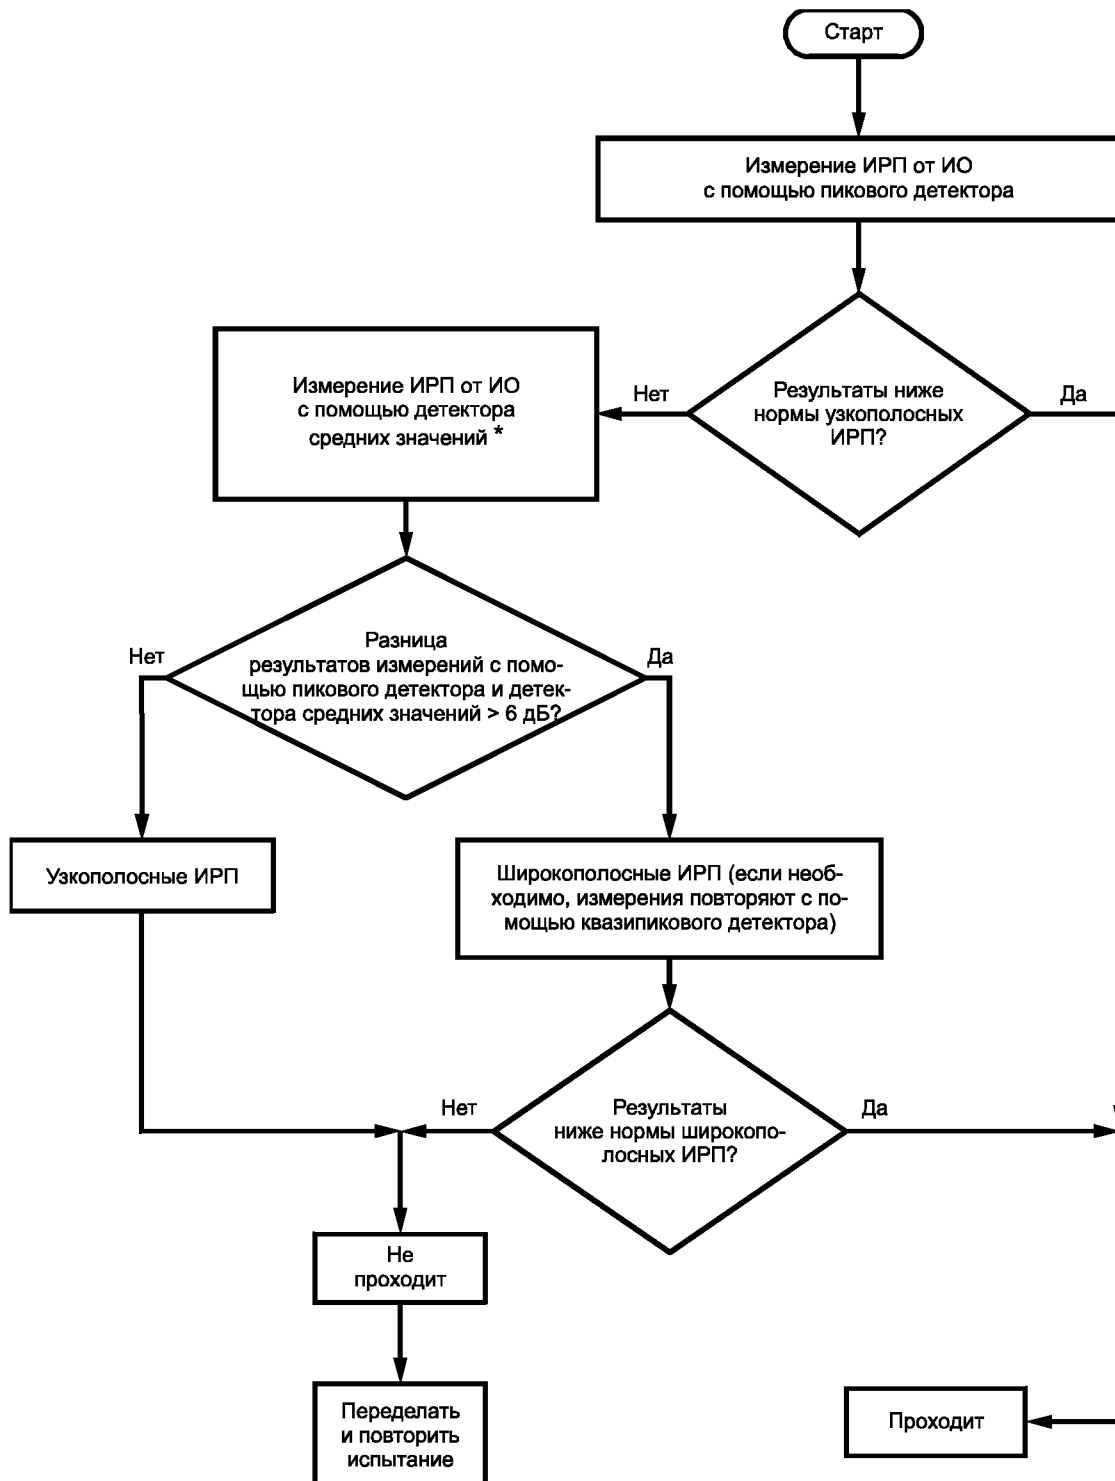 Старт
Измерение ИРП от ИО
с помощью пикового детектора
Результаты ниже
нормы узкополосных
ИРП?
Нет
Да
Измерение ИРП от ИО
с помощью детектора
средних значений *
Разница
результатов измерений с помо-
щью пикового детектора и детек-
тора средних значений > 6 дБ?
Нет
Да
Узкополосные ИРП
Широкополосные ИРП (если необ-
ходимо, измерения повторяют с по-
мощью квазипикового детектора)
Результаты
ниже нормы широкопо-
лосных ИРП?
Нет
Да
Не
проходит
Переделать
и повторить
испытание
Проходит